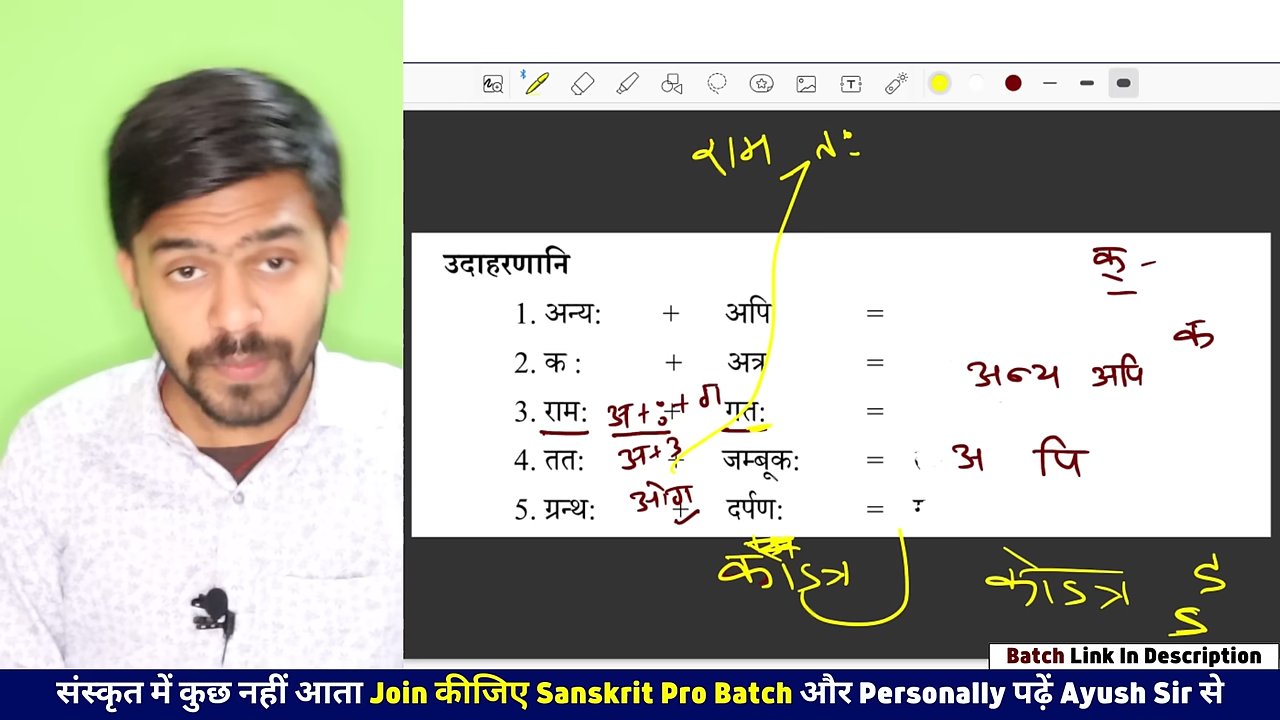 राम तः
उदाहरणानि
क -
1. अन्य: + अपि =
क
2. क : + अत्र =
अन्य अपि
3. राम: + गत: =
अ + : + ग
अ + उ
4. तत: + जम्बूक: =
अ पि
ओग
5. ग्रन्थ: + दर्पण: =
कोऽत्र
कोऽत्र ऽ
ऽ
Batch Link In Description
संस्कृत में कुछ नहीं आता Join कीजिए Sanskrit Pro Batch और Personally पढ़ें Ayush Sir से